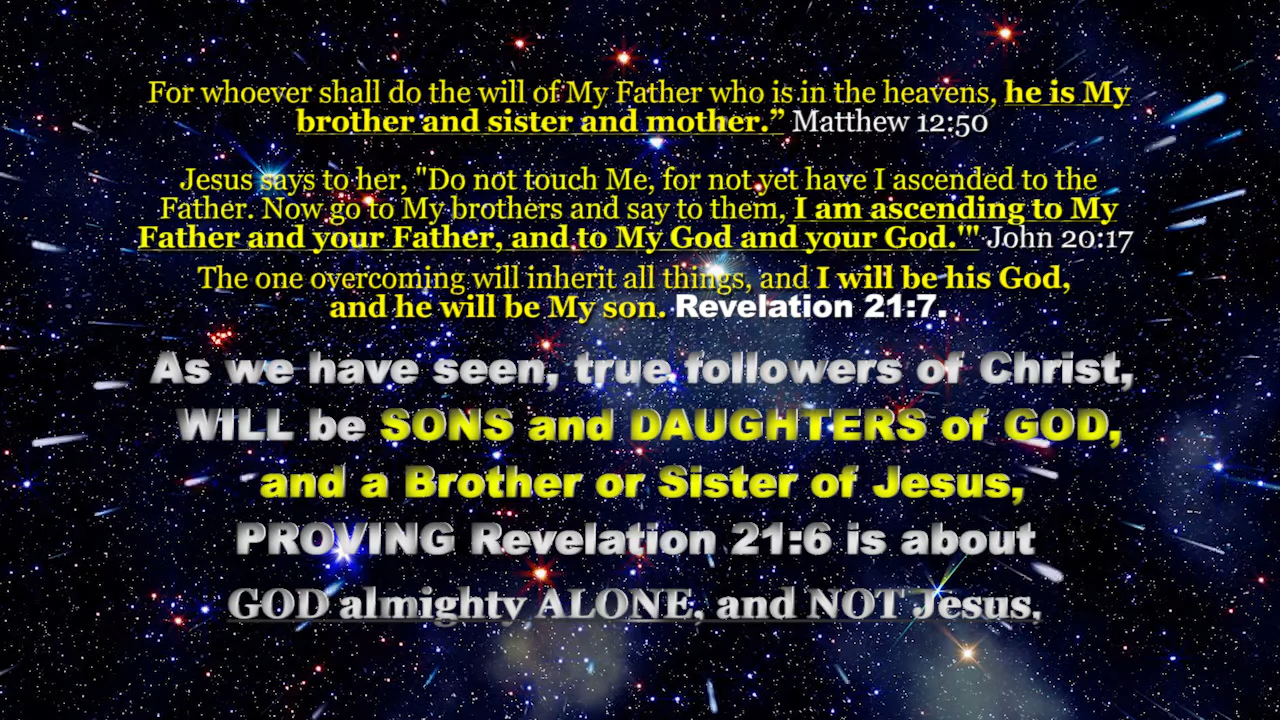 For whoever shall do the will of My Father who is in the heavens, he is My
brother and sister and mother.” Matthew 12:50
Jesus says to her, "Do not touch Me, for not yet have I ascended to the
Father. Now go to My brothers and say to them, I am ascending to My
Father and your Father, and to My God and your God.'" John 20:17
The one overcoming will inherit all things, and I will be his God,
and he will be My son. Revelation 21:7.
As we have seen, true followers of Christ,
WILL be SONS and DAUGHTERS of GOD,
and a Brother or Sister of Jesus,
PROVING Revelation 21:6 is about
GOD almighty ALONE, and NOT Jesus.